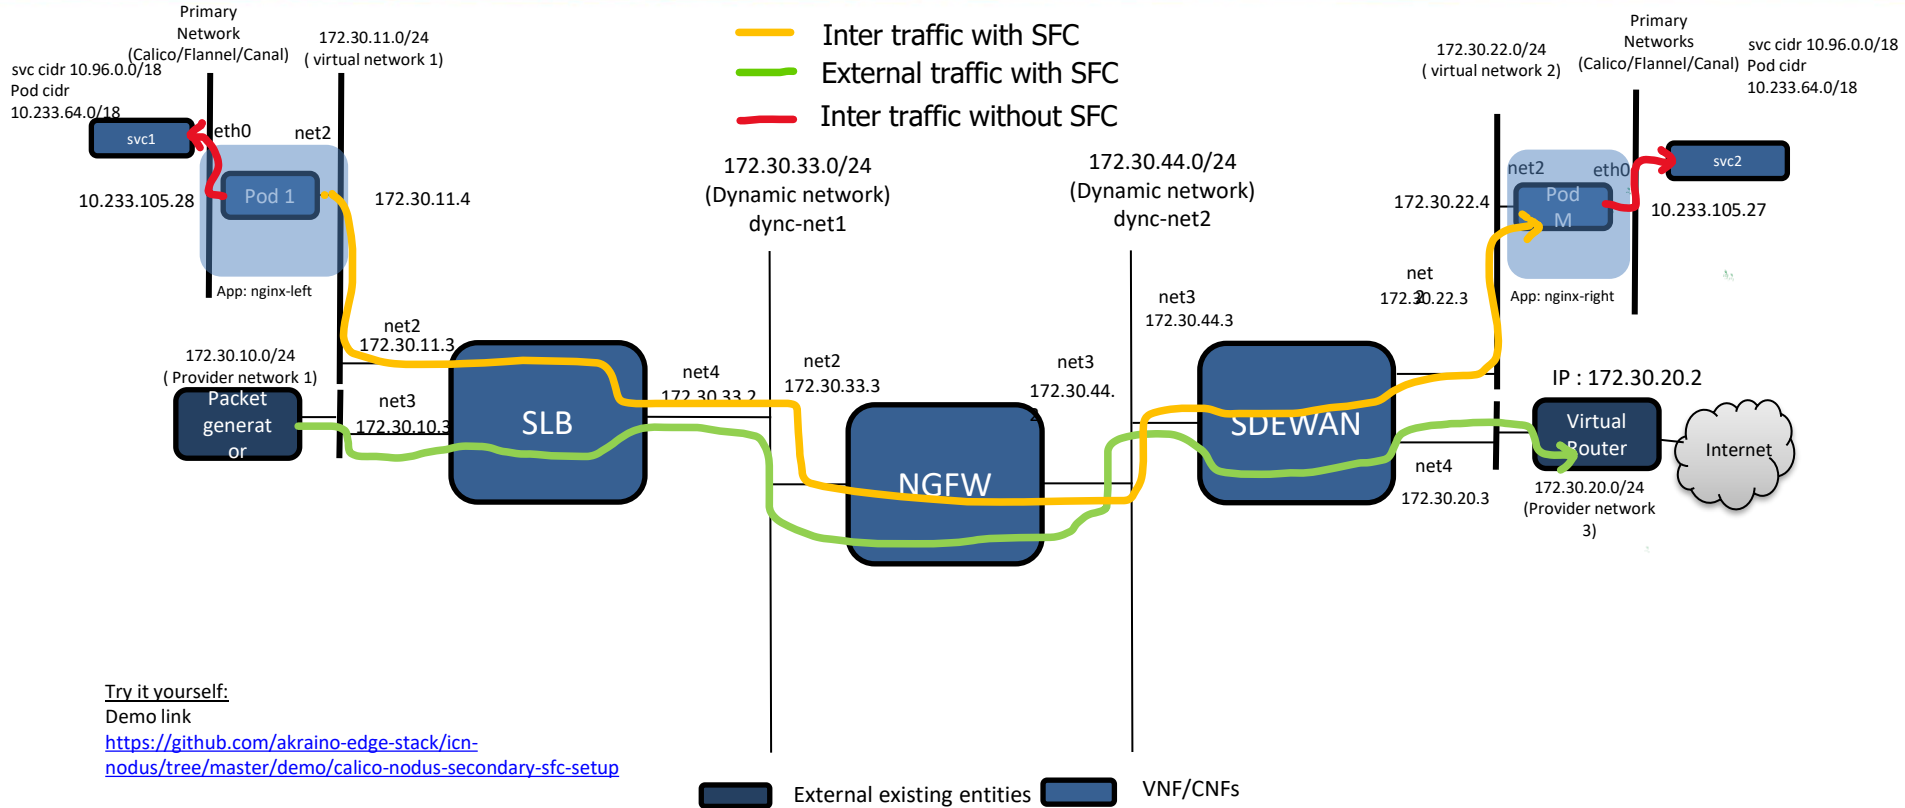 Primary
Network
(Calico/Flannel/Canal)
172.30.11.0/24
( virtual network 1)
svc cidr 10.96.0.0/18
Pod cidr
10.233.64.0/18
svc1
eth0
net2
Pod 1
10.233.105.28
172.30.11.4
App: nginx-left
Inter traffic with SFC
External traffic with SFC
Inter traffic without SFC
172.30.33.0/24
(Dynamic network)
dync-net1
172.30.44.0/24
(Dynamic network)
dync-net2
172.30.22.0/24
( virtual network 2)
Primary
Networks
(Calico/Flannel/Canal)
svc cidr 10.96.0.0/18
Pod cidr
10.233.64.0/18
svc2
net2
eth0
Pod
M
172.30.22.4
10.233.105.27
App: nginx-right
net
2
172.30.22.3
net3
172.30.44.3
172.30.10.0/24
( Provider network 1)
Packet
generat
or
net2
172.30.11.3
net3
172.30.10.3
SLB
net4
172.30.33.2
net2
172.30.33.3
NGFW
net3
172.30.44.
2
SDEWAN
net4
172.30.20.3
IP : 172.30.20.2
Virtual
Router
Internet
172.30.20.0/24
(Provider network
3)
Try it yourself:
Demo link
https://github.com/akraino-edge-stack/icn-
nodus/tree/master/demo/calico-nodus-secondary-sfc-setup
External existing entities
VNF/CNFs